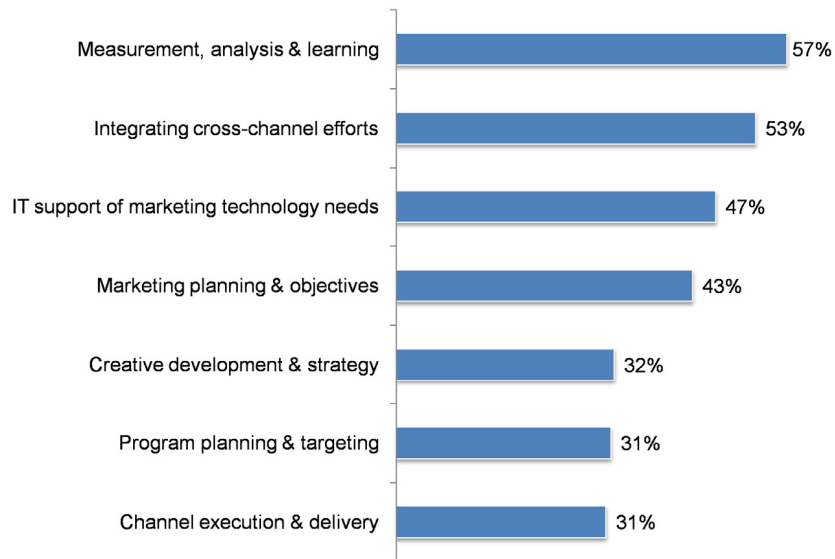 Measurement, analysis & learning 57%
Integrating cross-channel efforts 53%
IT support of marketing technology needs 47%
Marketing planning & objectives 43%
Creative development & strategy 32%
Program planning & targeting 31%
Channel execution & delivery 31%